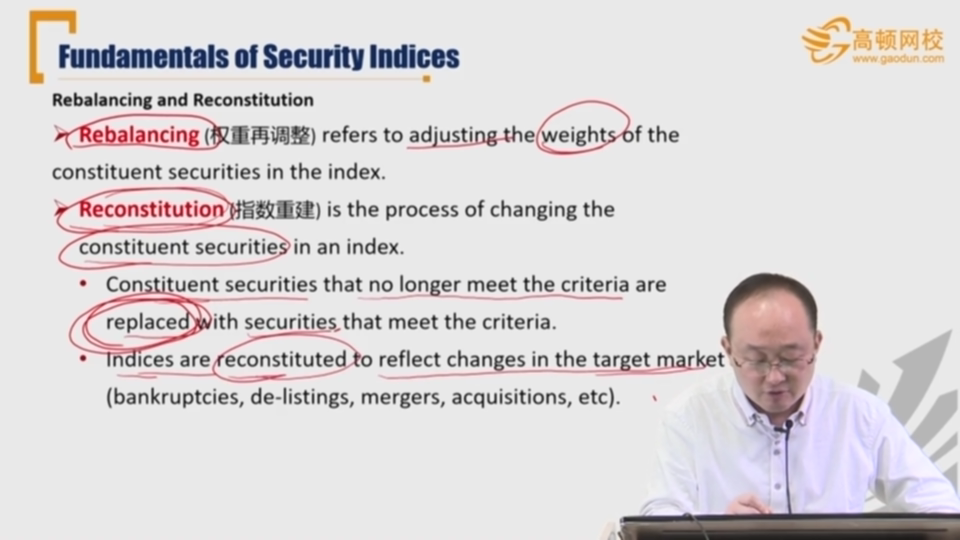 Fundamentals of Security Indices
高顿网校
www.gaodun.com
Rebalancing and Reconstitution
➢ Rebalancing (权重再调整) refers to adjusting the weights of the
constituent securities in the index.
➢ Reconstitution (指数重建) is the process of changing the
constituent securities in an index.
• Constituent securities that no longer meet the criteria are
replaced with securities that meet the criteria.
• Indices are reconstituted to reflect changes in the target market
(bankruptcies, de-listings, mergers, acquisitions, etc).